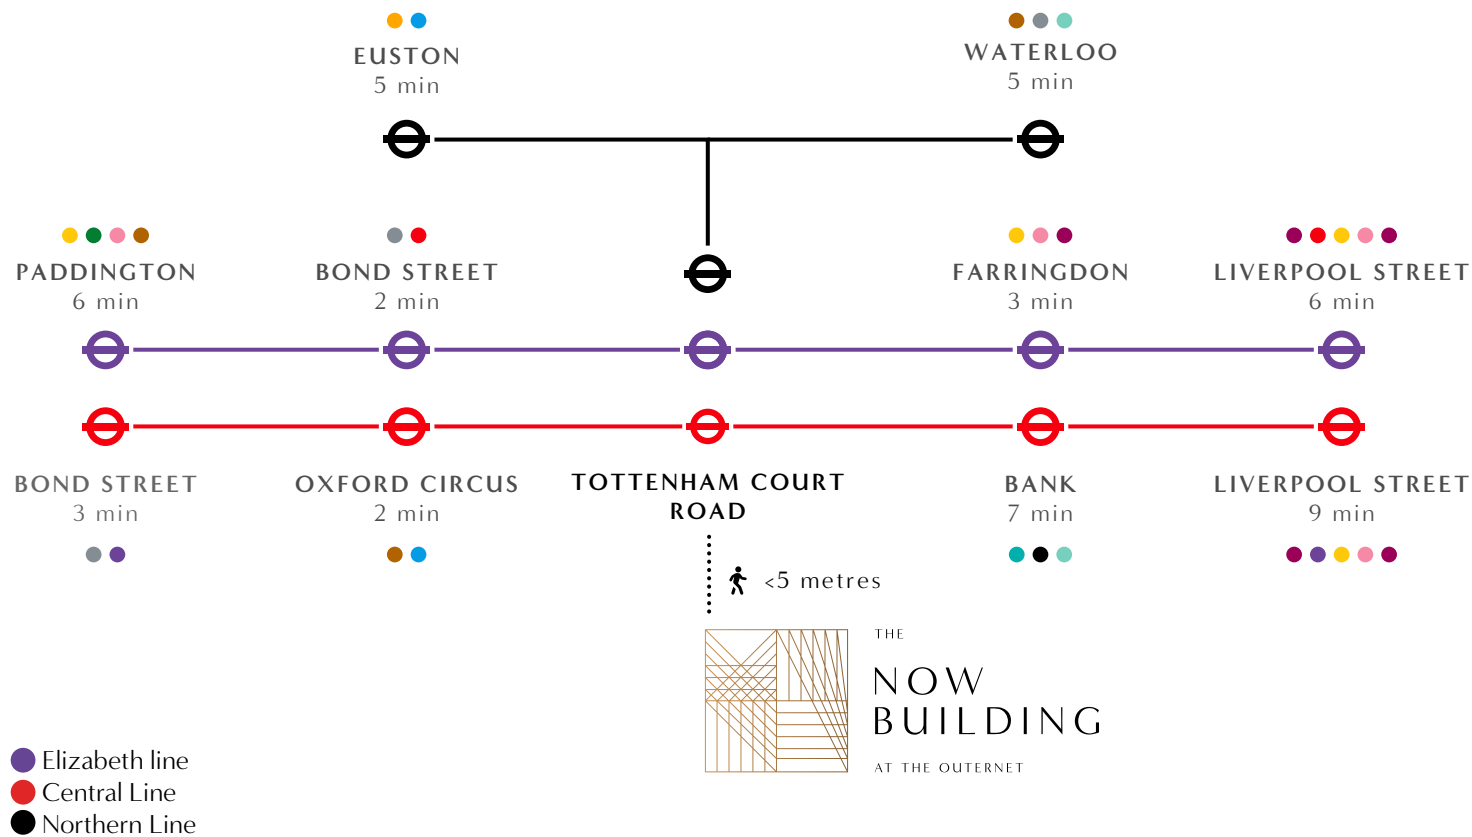 EUSTON
5 min
WATERLOO
5 min
PADDINGTON
6 min
BOND STREET
2 min
FARRINGDON
3 min
LIVERPOOL STREET
6 min
BOND STREET
3 min
OXFORD CIRCUS
2 min
TOTTENHAM COURT
ROAD
BANK
7 min
LIVERPOOL STREET
9 min
<5 metres
THE
NOW
BUILDING
AT THE OUTERNET
Elizabeth line
Central Line
Northern Line